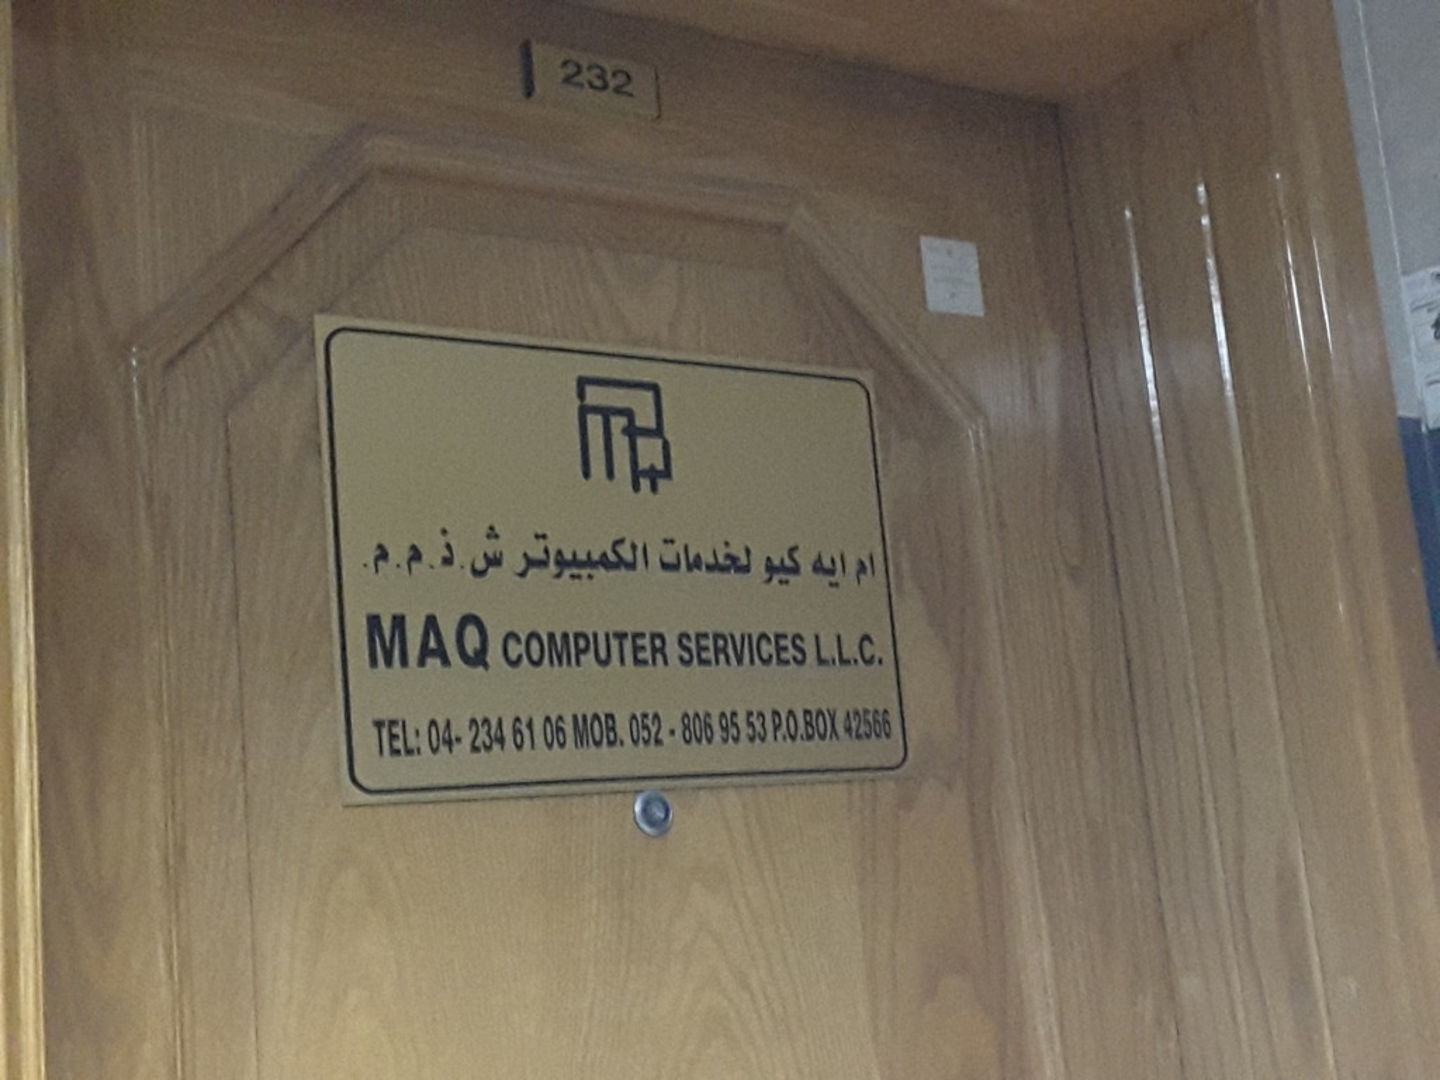 232
ام ايه كيو لخدمات الكمبيوتر ش.ذ.م.م.
MAQ COMPUTER SERVICES L.L.C.
TEL: 04- 234 61 06 MOB. 052 - 806 95 53 P.O.BOX 42566